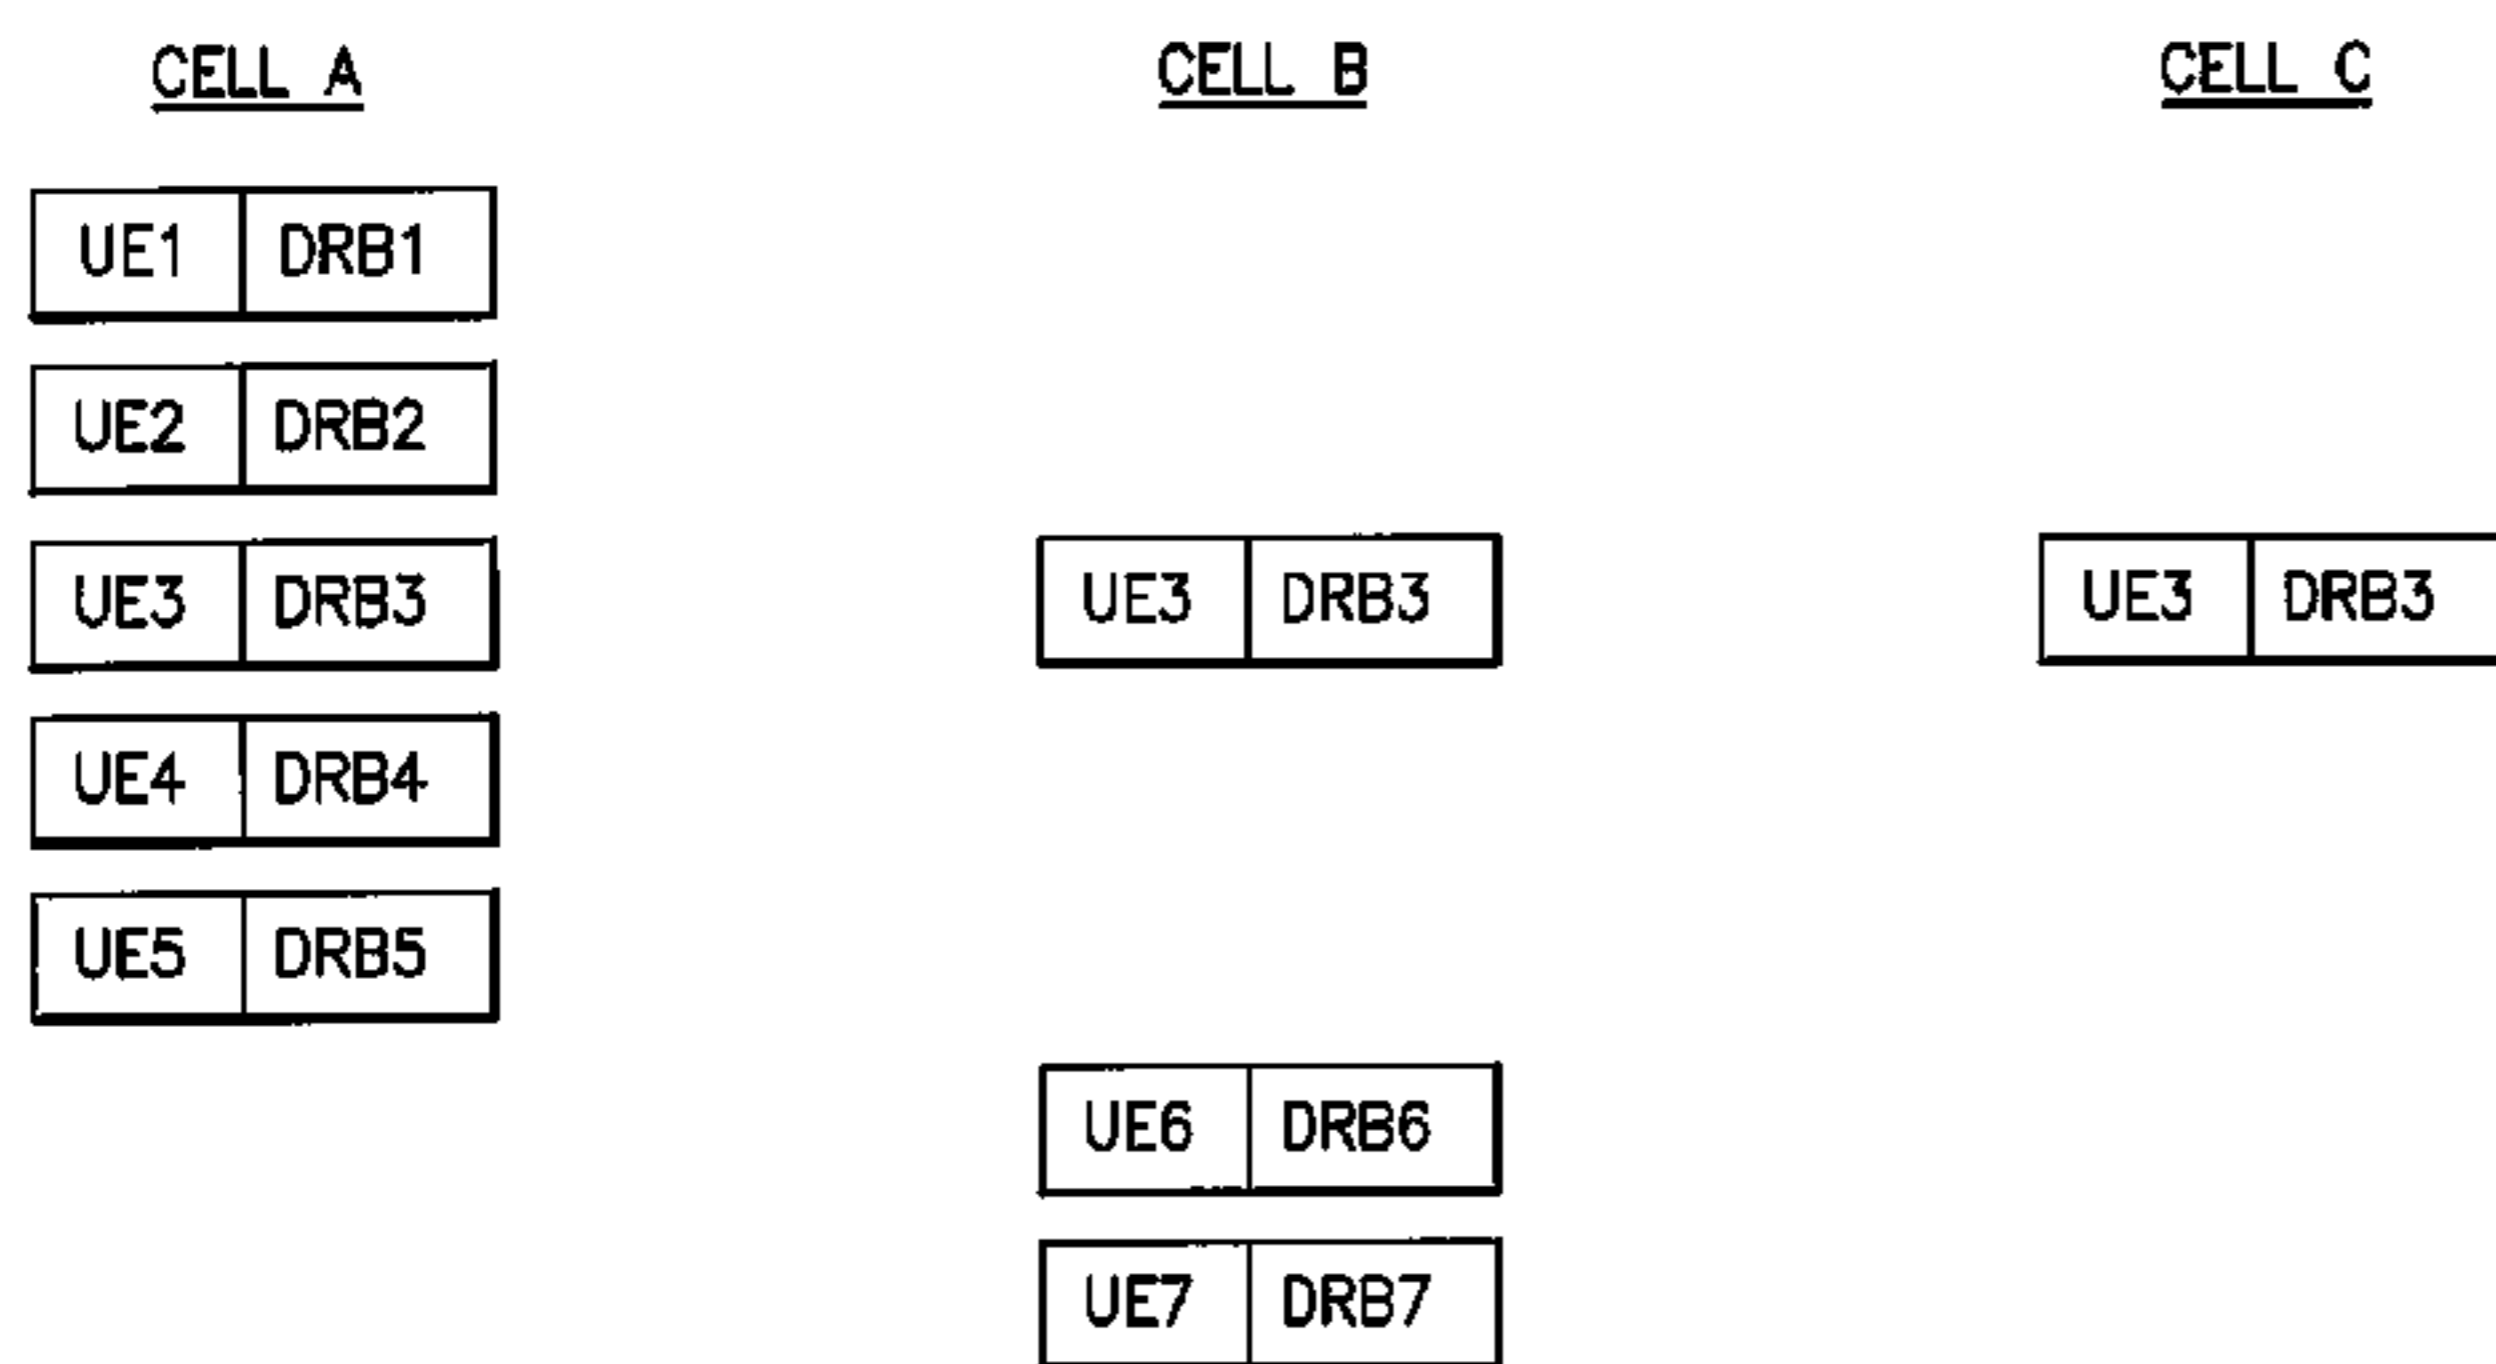 CELL A CELL B CELL C
UE1 DRB1
UE2 DRB2
UE3 DRB3 UE3 DRB3 UE3 DRB3
UE4 DRB4
UE5 DRB5
UE6 DRB6
UE7 DRB7